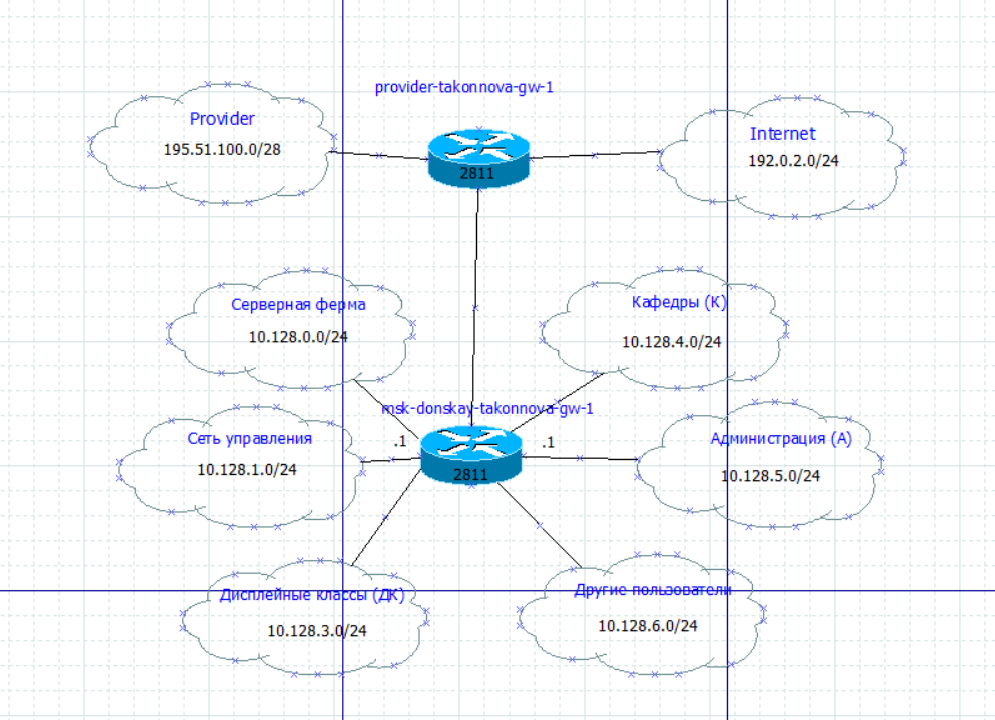 provider-takonnova-gw-1
Provider
195.51.100.0/28
2811
Internet
192.0.2.0/24
Серверная ферма
10.128.0.0/24
Кафедры (К)
10.128.4.0/24
msk-donskay-takonnova-gw-1
Сеть управления
10.128.1.0/24
.1
.1
2811
Администрация (А)
10.128.5.0/24
Дисплейные классы (ДК)
10.128.3.0/24
Другие пользователи
10.128.6.0/24